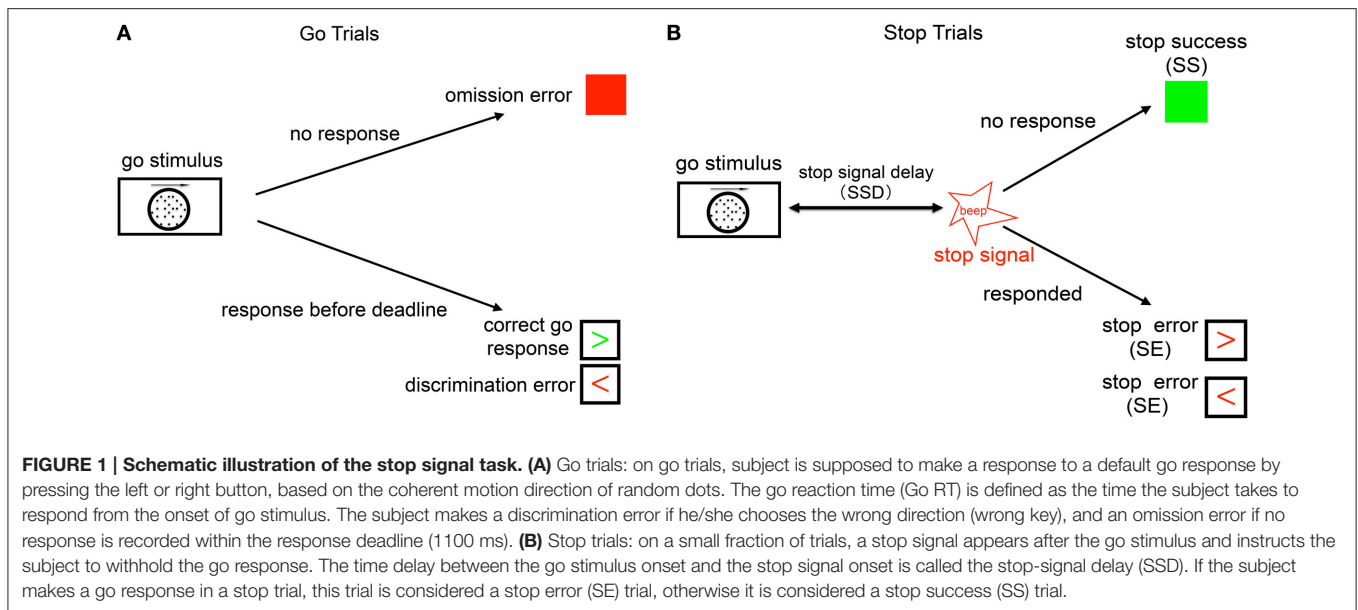 A
Go Trials
omission error
no response
go stimulus
response before deadline
correct go
response
>
discrimination error
<
B
Stop Trials
stop success
(SS)
no response
go stimulus
stop signal delay
（SSD）
beep
stop signal
responded
stop error
(SE)
>
stop error
(SE)
<
FIGURE 1 | Schematic illustration of the stop signal task. (A) Go trials: on go trials, subject is supposed to make a response to a default go response by
pressing the left or right button, based on the coherent motion direction of random dots. The go reaction time (Go RT) is defined as the time the subject takes to
respond from the onset of go stimulus. The subject makes a discrimination error if he/she chooses the wrong direction (wrong key), and an omission error if no
response is recorded within the response deadline (1100 ms). (B) Stop trials: on a small fraction of trials, a stop signal appears after the go stimulus and instructs the
subject to withhold the go response. The time delay between the go stimulus onset and the stop signal onset is called the stop-signal delay (SSD). If the subject
makes a go response in a stop trial, this trial is considered a stop error (SE) trial, otherwise it is considered a stop success (SS) trial.